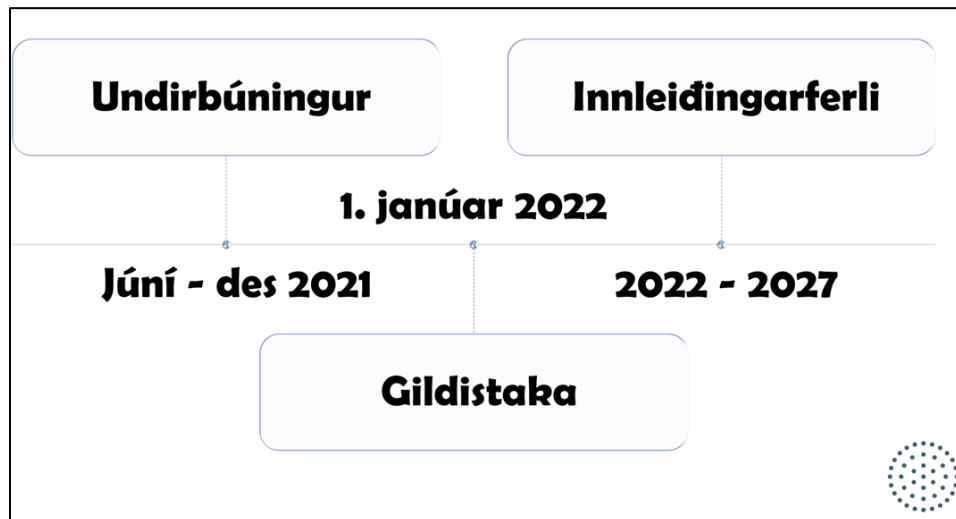 Undirbúningur
Innleiðingarferli
1. janúar 2022
Júní - des 2021
2022 - 2027
Gildistaka